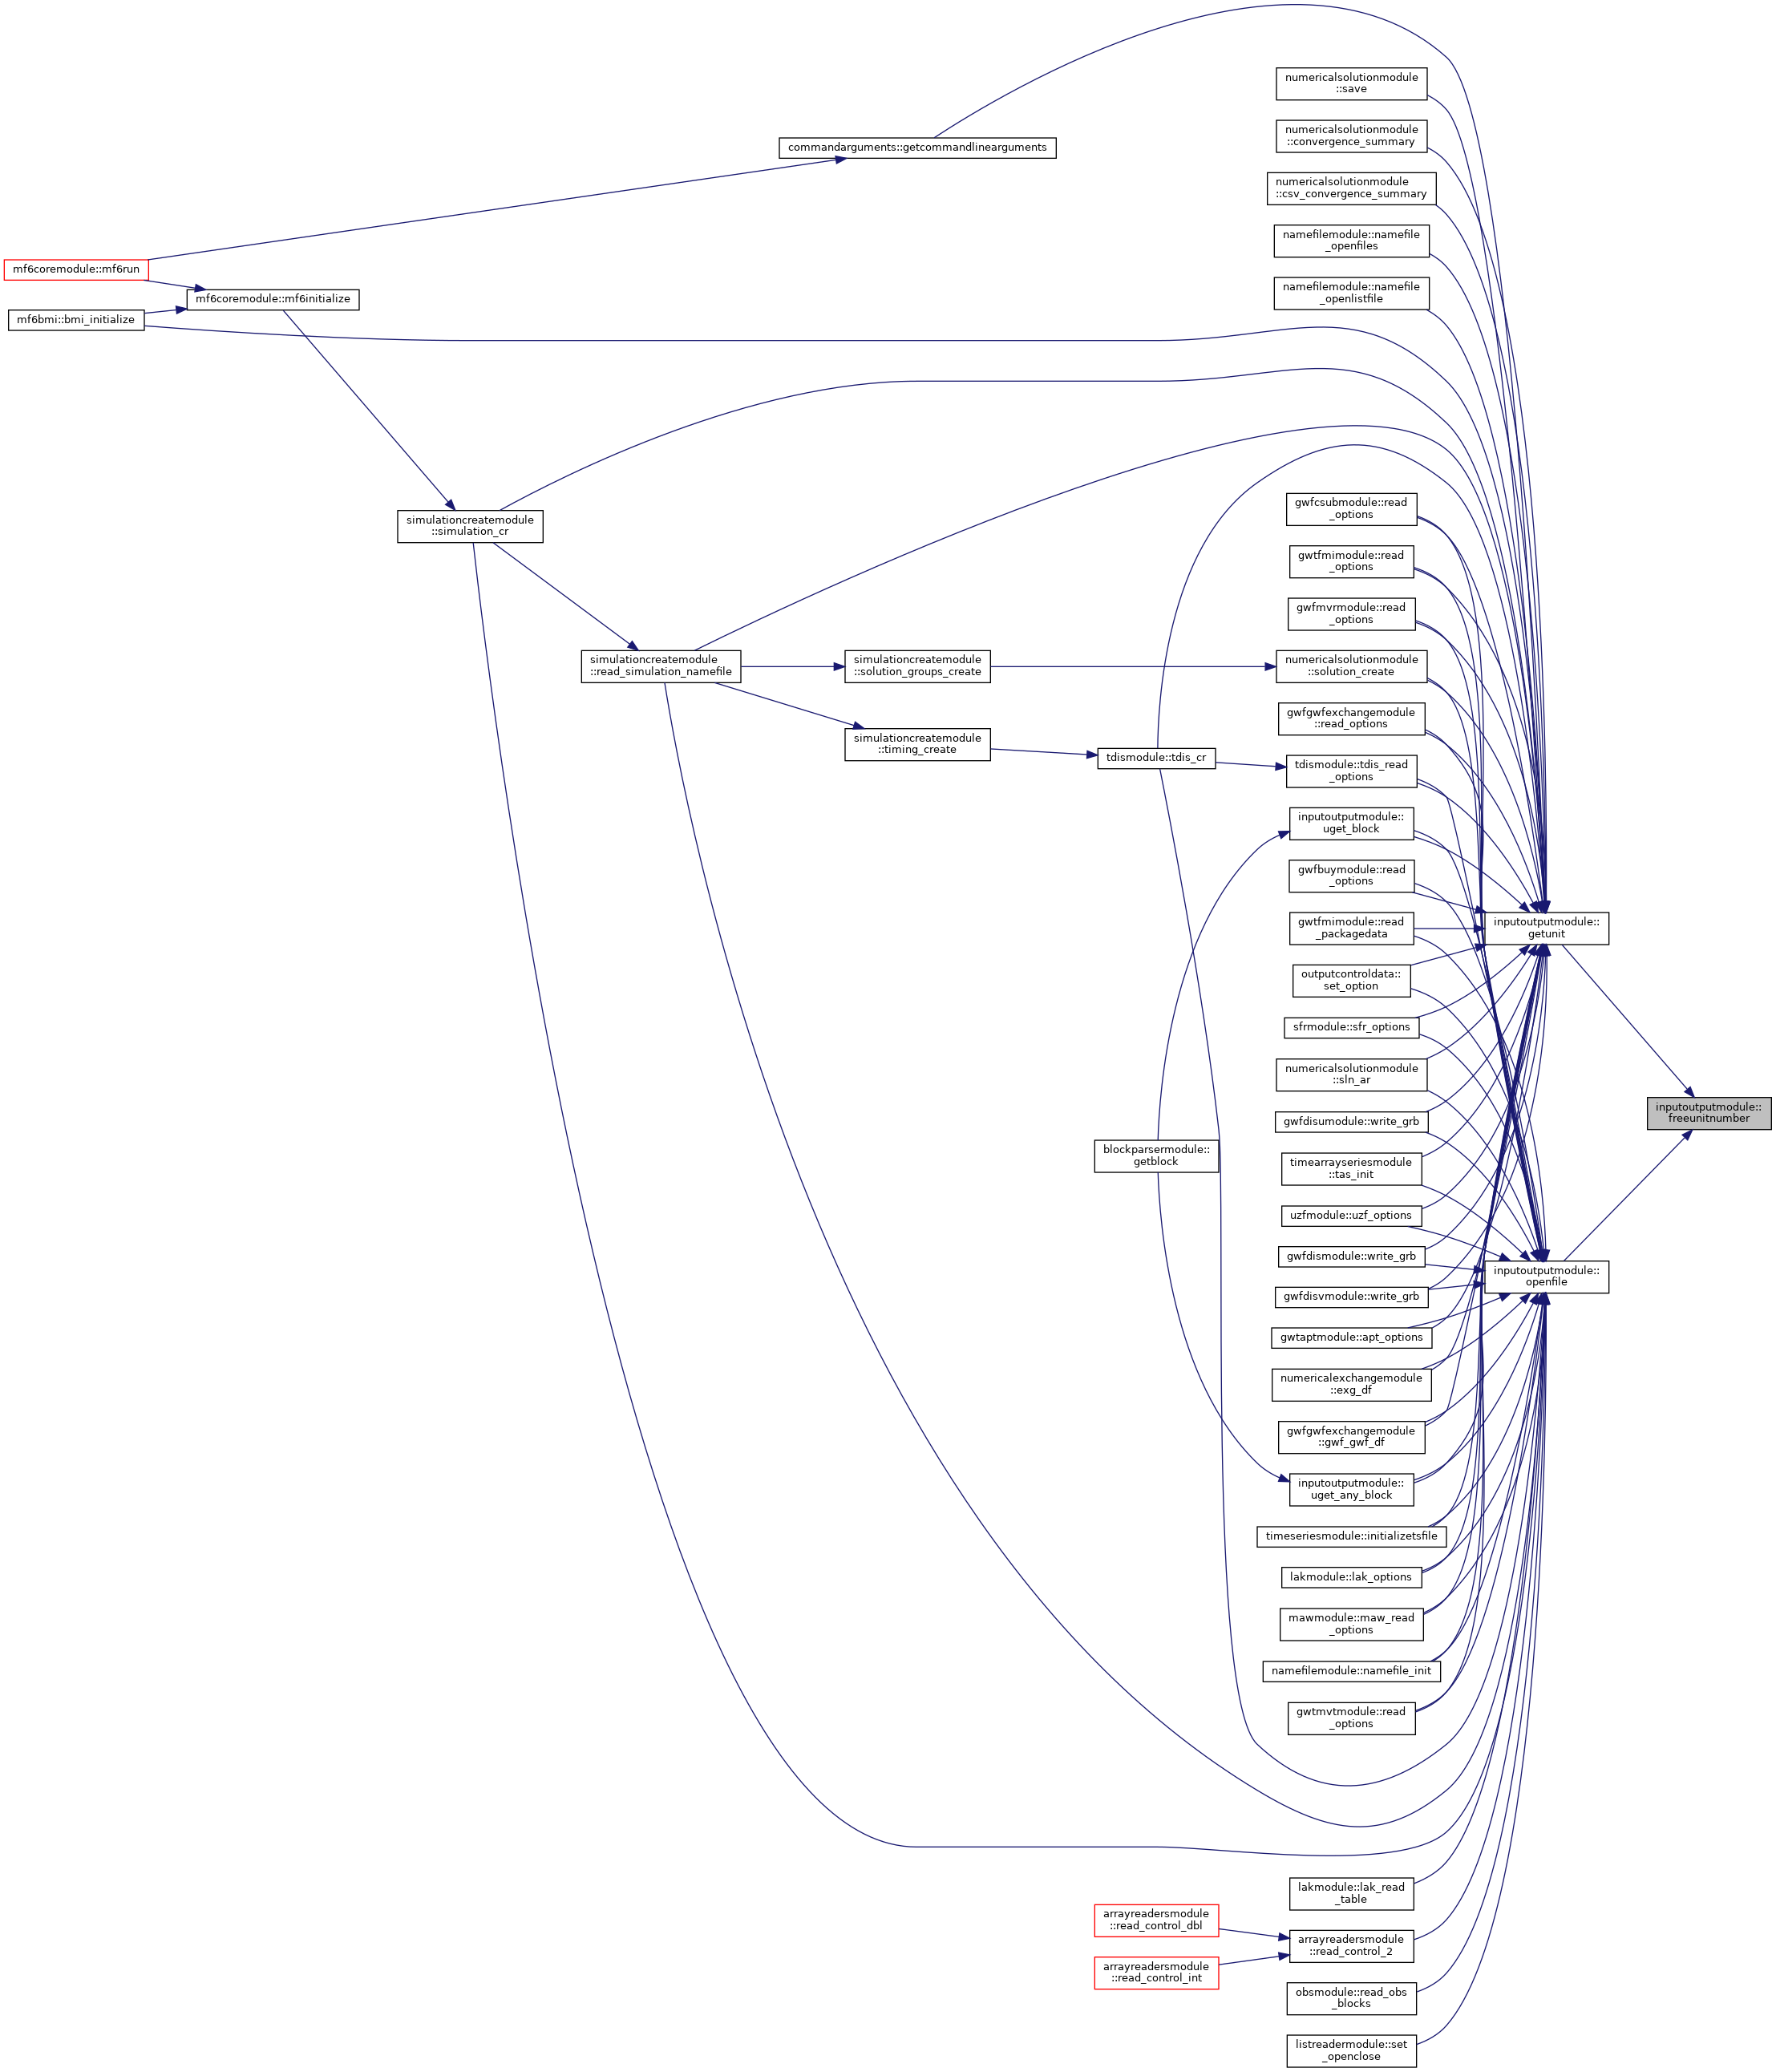 numericalsolutionmodule
::save
numericalsolutionmodule
::convergence_summary
commandarguments::getcommandlinearguments
numericalsolutionmodule
::csv_convergence_summary
namefilemodule::namefile
_openfiles
mf6coremodule::mf6run
namefilemodule::namefile
_openlistfile
mf6coremodule::mf6initialize
mf6bmi::bmi_initialize
gwfcsubmodule::read
_options
simulationcreatemodule
::simulation_cr
gwtfmimodule::read
_options
gwfmvrmodule::read
_options
simulationcreatemodule
::read_simulation_namefile
simulationcreatemodule
::solution_groups_create
numericalsolutionmodule
::solution_create
gwfgwfexchangemodule
::read_options
simulationcreatemodule
::timing_create
tdismodule::tdis_cr
tdismodule::tdis_read
_options
inputoutputmodule::
uget_block
gwfbuymodule::read
_options
gwtfmimodule::read
_packagedata
inputoutputmodule::
getunit
outputcontroldata::
set_option
sfrmodule::sfr_options
numericalsolutionmodule
::sln_ar
gwfdisumodule::write_grb
inputoutputmodule::
freeunitnumber
blockparsermodule::
getblock
timearrayseriesmodule
::tas_init
uzfmodule::uzf_options
gwfdismodule::write_grb
inputoutputmodule::
openfile
gwfdisvmodule::write_grb
gwtaptmodule::apt_options
numericalexchangemodule
::exg_df
gwfgwfexchangemodule
::gwf_gwf_df
inputoutputmodule::
uget_any_block
timeseriesmodule::initializetsfile
lakmodule::lak_options
mawmodule::maw_read
_options
namefilemodule::namefile_init
gwtmvtmodule::read
_options
lakmodule::lak_read
_table
arrayreadersmodule
::read_control_dbl
arrayreadersmodule
::read_control_2
arrayreadersmodule
::read_control_int
obsmodule::read_obs
_blocks
listreadermodule::set
_openclose